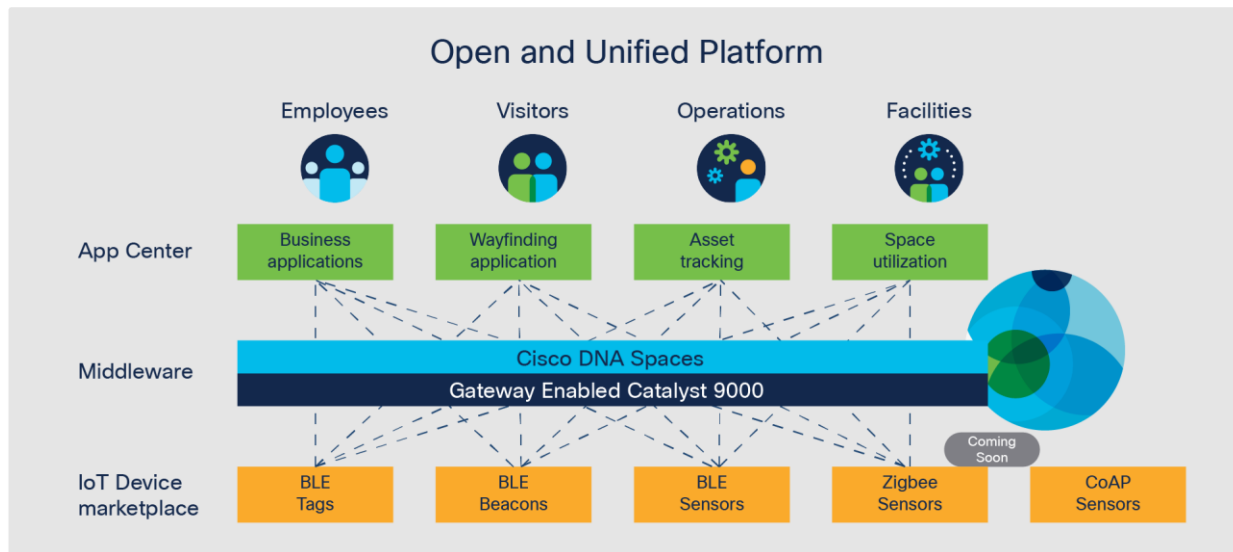 Open and Unified Platform
Employees
Visitors
Operations
Facilities
App Center
Business
applications
Wayfinding
application
Asset
tracking
Space
utilization
Middleware
Cisco DNA Spaces
Gateway Enabled Catalyst 9000
Coming
Soon
IoT Device
marketplace
BLE
Tags
BLE
Beacons
BLE
Sensors
Zigbee
Sensors
CoAP
Sensors